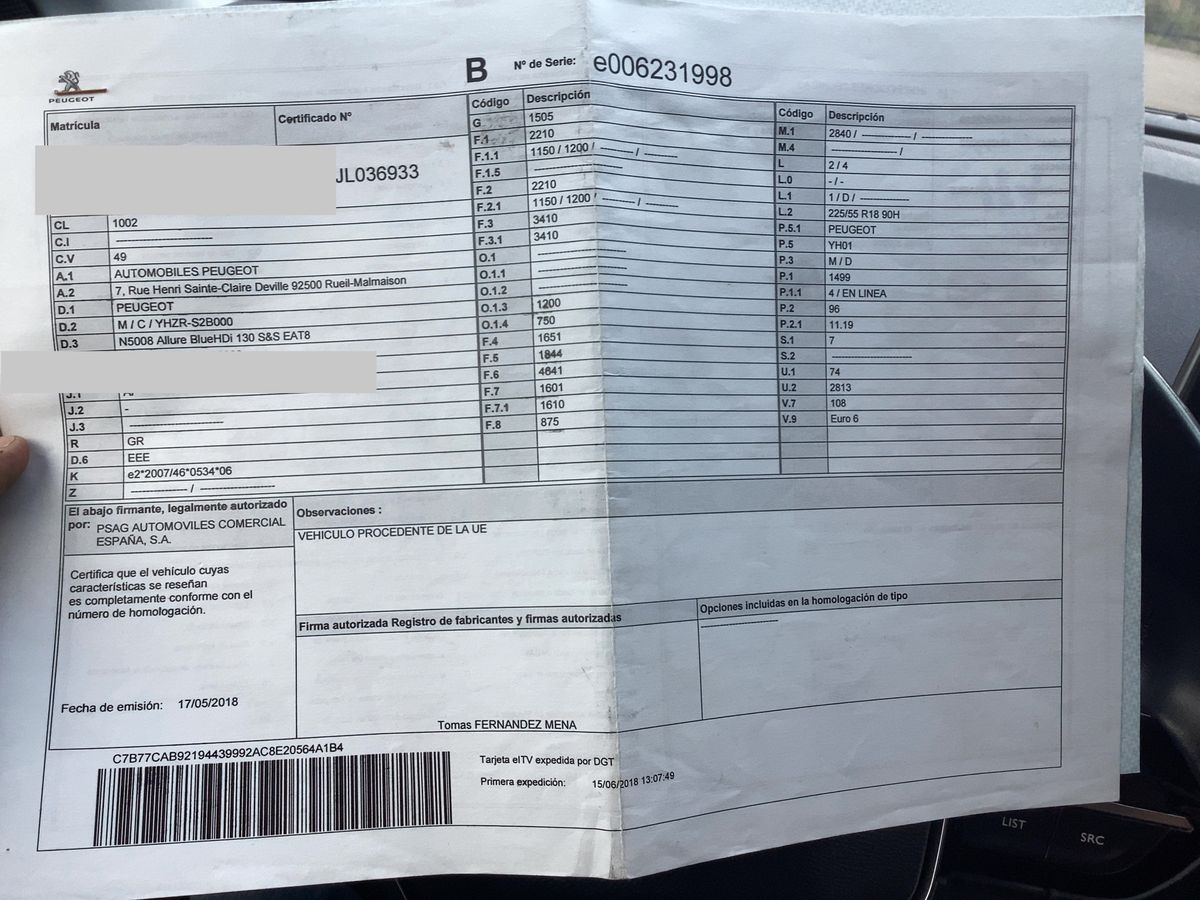 PEUGEOT
B Nº de Serie: e006231998
Matrícula
Certificado Nº
JL036933
CL 1002
C.I --------------------
C.V 49
A.1 AUTOMOBILES PEUGEOT
A.2 7, Rue Henri Sainte-Claire Deville 92500 Rueil-Malmaison
D.1 PEUGEOT
D.2 M / C / YHZR-S2B000
D.3 N5008 Allure BlueHDi 130 S&S EAT8
J.2 -
J.3 --------------------
R GR
D.6 EEE
K e2*2007/46*0534*06
Z ------------ / ----------------
Código Descripción
G 1505
F.1 2210
F.1.1 1150 / 1200 / -------- / --------
F.1.5 --------------------
F.2 2210
F.2.1 1150 / 1200 / -------- / --------
F.3 3410
F.3.1 3410
O.1 --------------------
O.1.1 --------------------
O.1.2 --------------------
O.1.3 1200
O.1.4 750
F.4 1651
F.5 1844
F.6 4641
F.7 1601
F.7.1 1610
F.8 875
Código Descripción
M.1 2840 / ------------ / ------------
M.4 ---------------- /
L 2 / 4
L.0 - / -
L.1 1 / D / --------
L.2 225/55 R18 90H
P.5.1 PEUGEOT
P.5 YH01
P.3 M / D
P.1 1499
P.1.1 4 / EN LINEA
P.2 96
P.2.1 11.19
S.1 7
S.2 --------------------
U.1 74
U.2 2813
V.7 108
V.9 Euro 6
El abajo firmante, legalmente autorizado
por: PSAG AUTOMOVILES COMERCIAL
ESPAÑA, S.A.
Certifica que el vehículo cuyas
características se reseñan
es completamente conforme con el
número de homologación.
Fecha de emisión: 17/05/2018
Observaciones :
VEHICULO PROCEDENTE DE LA UE
Firma autorizada Registro de fabricantes y firmas autorizadas
Tomas FERNANDEZ MENA
Opciones incluidas en la homologación de tipo
--------------------
C7B77CAB92194439992AC8E20564A1B4
Tarjeta eITV expedida por DGT
Primera expedición: 15/06/2018 13:07:49
LIST
SRC